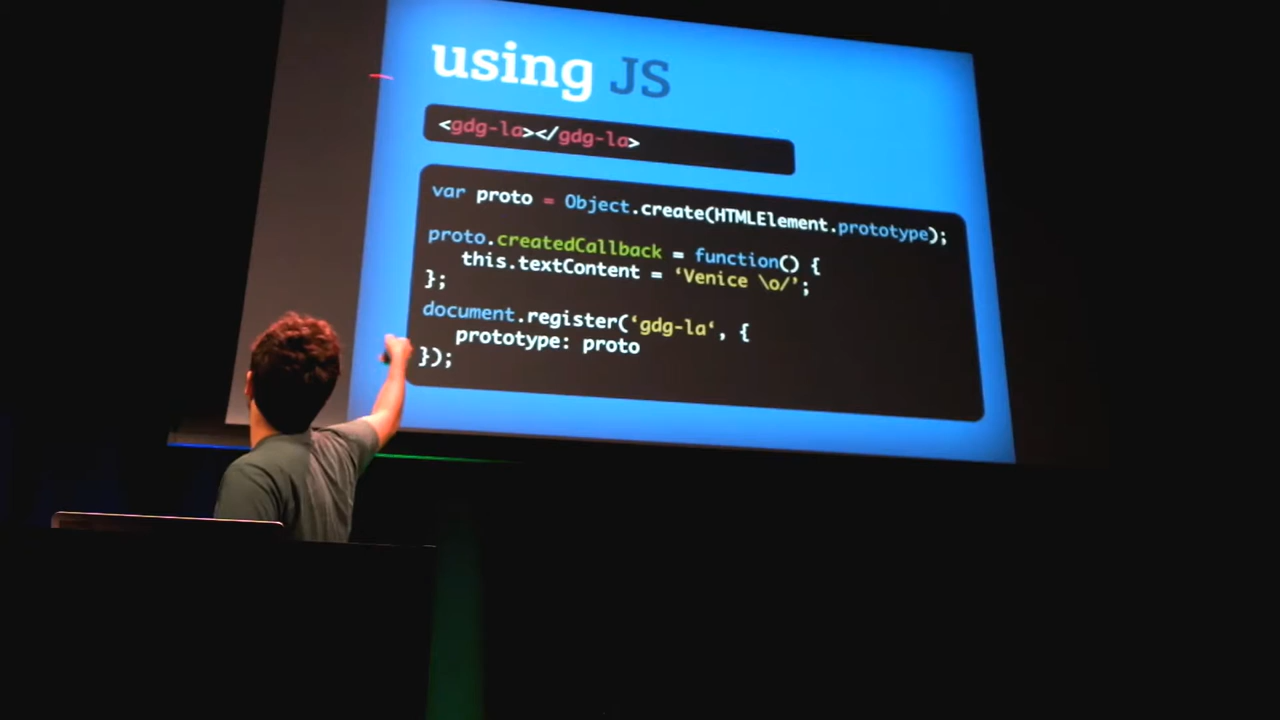 using JS
<gdg-la></gdg-la>
var proto = Object.create(HTMLElement.prototype);
proto.createdCallback = function() {
this.textContent = ‘Venice \o/’;
};
document.register(‘gdg-la‘, {
prototype: proto
});